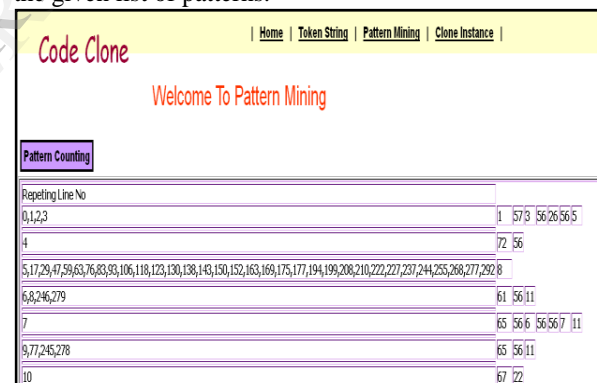 the given list of patterns.
| Home | Token String | Pattern Mining | Clone Instance |
Code Clone
Welcome To Pattern Mining
Pattern Counting
Repeting Line No
0,1,2,3 1 57 3 56 26 56 5
4 72 56
5,17,29,47,59,63,76,83,93,106,118,123,130,138,143,150,152,163,169,175,177,194,199,208,210,222,227,237,244,255,268,277,292 8
6,8,246,279 61 56 11
7 65 56 6 56 56 7 11
9,77,245,278 65 56 11
10 67 22